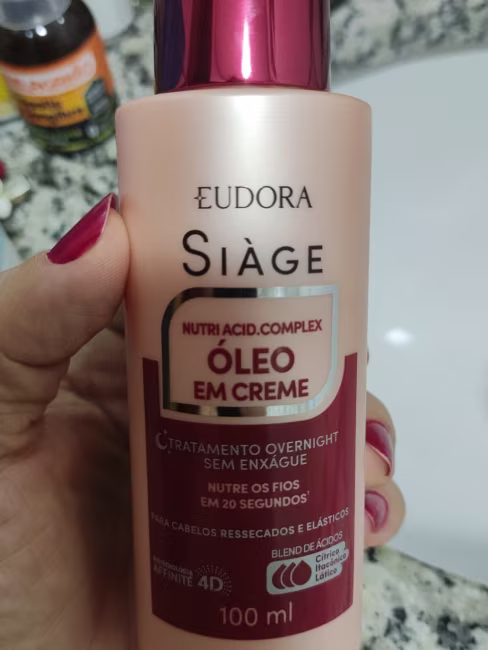 EUDORA
SIÀGE
NUTRI ACID.COMPLEX
ÓLEO
EM CREME
TRATAMENTO OVERNIGHT
SEM ENXÁGUE
NUTRE OS FIOS
EM 20 SEGUNDOS¹
PARA CABELOS RESSECADOS E ELÁSTICOS
BLEND DE ÁCIDOS
Cítrico
Itacônico
Lático
AFFINITÉ 4D
100 ml